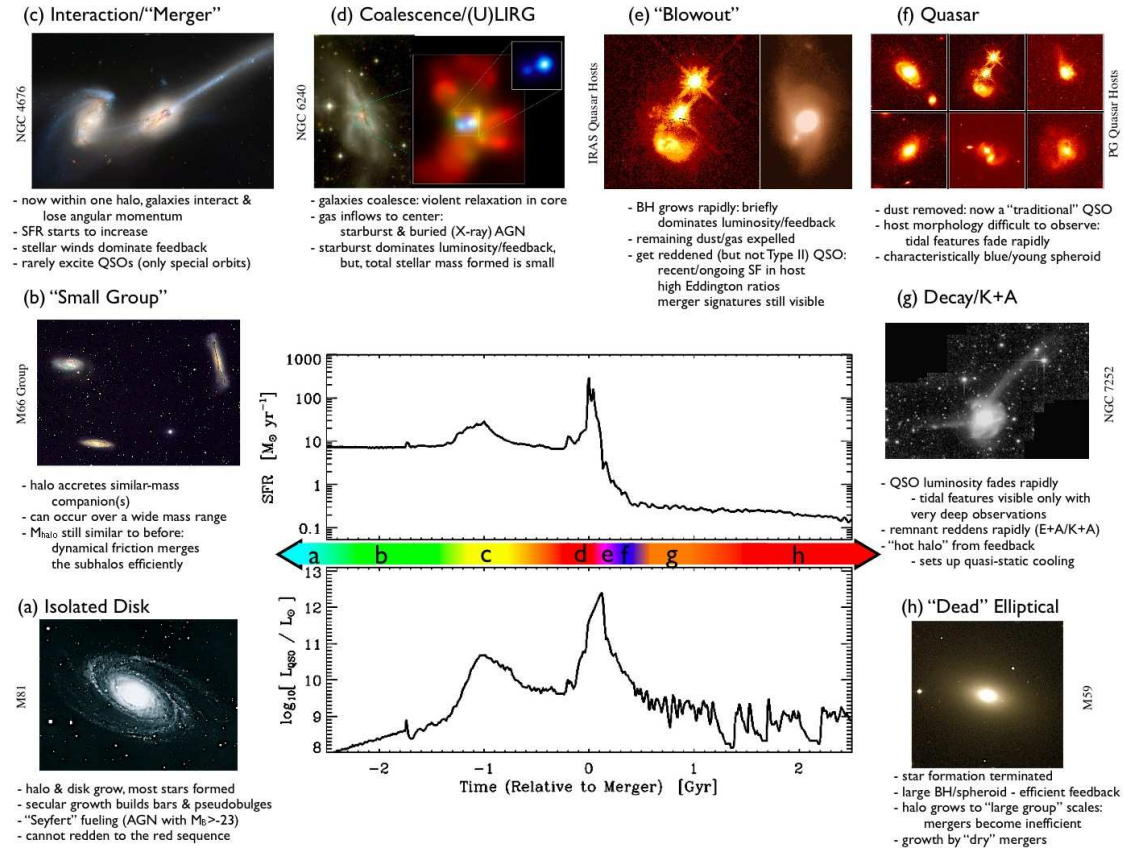 (c) Interaction/“Merger”
NGC 4676
- now within one halo, galaxies interact &
lose angular momentum
- SFR starts to increase
- stellar winds dominate feedback
- rarely excite QSOs (only special orbits)
(d) Coalescence/(U)LIRG
NGC 6240
- galaxies coalesce: violent relaxation in core
- gas inflows to center:
starburst & buried (X-ray) AGN
- starburst dominates luminosity/feedback,
but, total stellar mass formed is small
(e) “Blowout”
IRAS Quasar Hosts
- BH grows rapidly: briefly
dominates luminosity/feedback
- remaining dust/gas expelled
- get reddened (but not Type II) QSO:
recent/ongoing SF in host
high Eddington ratios
merger signatures still visible
(f) Quasar
PG Quasar Hosts
- dust removed: now a “traditional” QSO
- host morphology difficult to observe:
tidal features fade rapidly
- characteristically blue/young spheroid
(b) “Small Group”
M66 Group
- halo accretes similar-mass
companion(s)
- can occur over a wide mass range
- Mhalo still similar to before:
dynamical friction merges
the subhalos efficiently
(a) Isolated Disk
M81
- halo & disk grow, most stars formed
- secular growth builds bars & pseudobulges
- “Seyfert” fueling (AGN with MB>-23)
- cannot redden to the red sequence
1000
100
10
1
0.1
SFR [M⊙ yr⁻¹]
a b c d e f g h
13
12
11
10
9
8
log₁₀[ LQSO / L⊙ ]
-2 -1 0 1 2
Time (Relative to Merger) [Gyr]
(g) Decay/K+A
NGC 7252
- QSO luminosity fades rapidly
- tidal features visible only with
very deep observations
- remnant reddens rapidly (E+A/K+A)
- “hot halo” from feedback
- sets up quasi-static cooling
(h) “Dead” Elliptical
M59
- star formation terminated
- large BH/spheroid - efficient feedback
- halo grows to “large group” scales:
mergers become inefficient
- growth by “dry” mergers